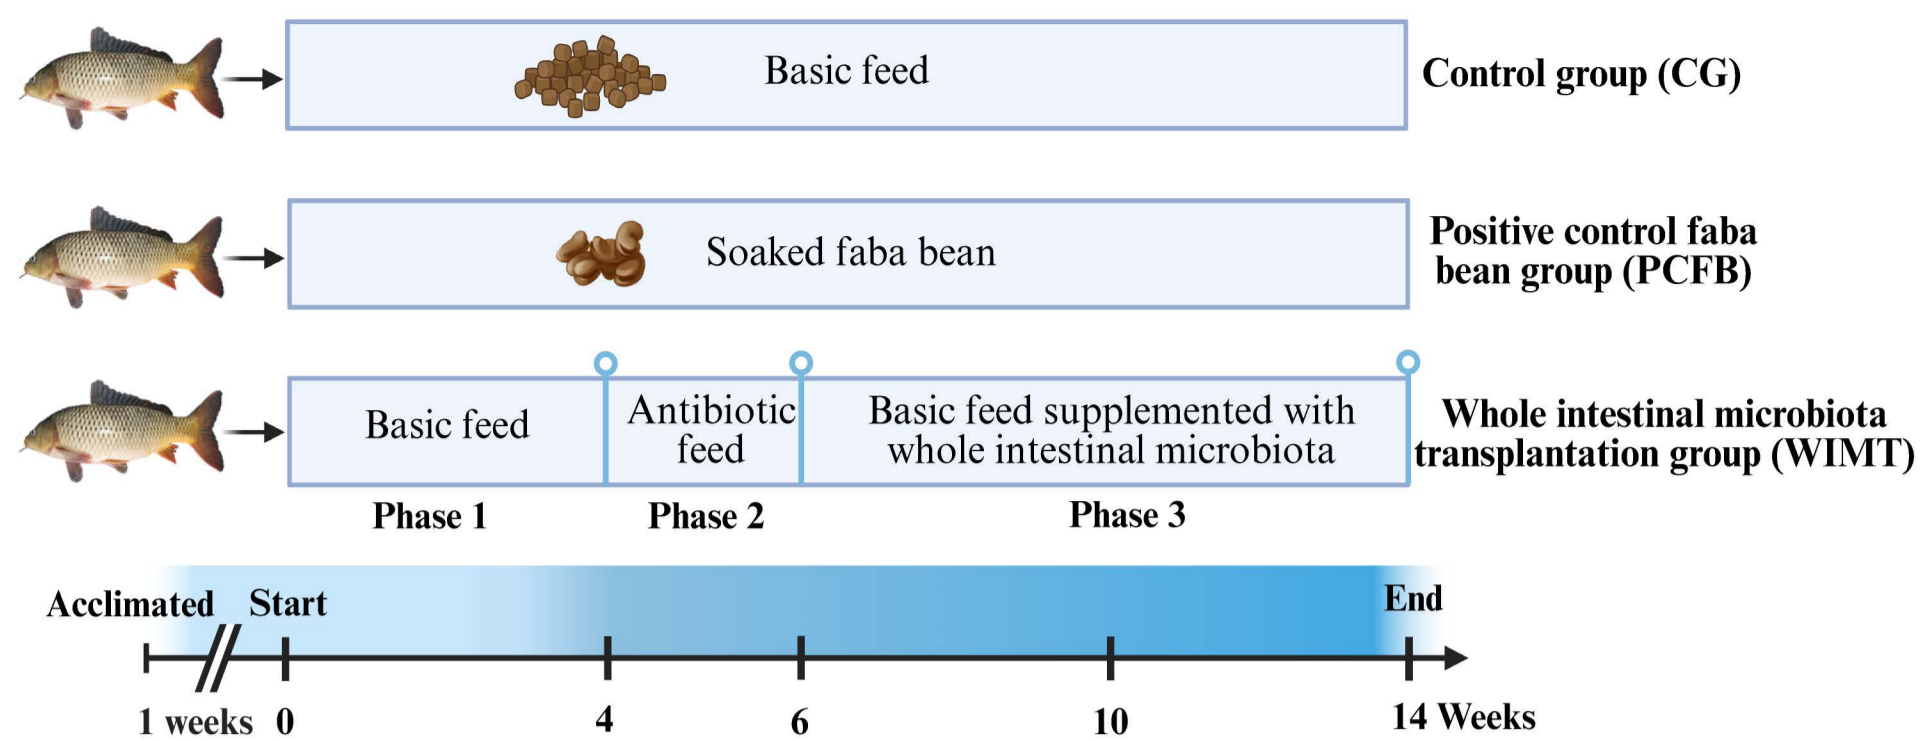 Basic feed
Control group (CG)
Soaked faba bean
Positive control faba
bean group (PCFB)
Basic feed
Antibiotic
feed
Basic feed supplemented with
whole intestinal microbiota
Whole intestinal microbiota
transplantation group (WIMT)
Phase 1
Phase 2
Phase 3
Acclimated
Start
End
1 weeks
0
4
6
10
14 Weeks